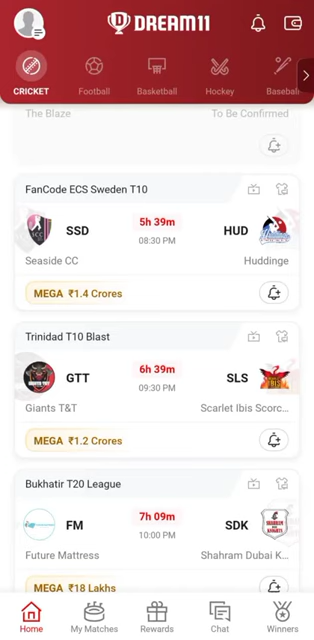 DREAM11
CRICKET Football Basketball Hockey Baseball
The Blaze To Be Confirmed
FanCode ECS Sweden T10
SSD 5h 39m HUD
08:30 PM
Seaside CC Huddinge
MEGA ₹1.4 Crores
Trinidad T10 Blast
GTT 6h 39m SLS
09:30 PM
Giants T&T Scarlet Ibis Scorc...
MEGA ₹1.2 Crores
Bukhatir T20 League
FM 7h 09m SDK
10:00 PM
Future Mattress Shahram Dubai K...
MEGA ₹18 Lakhs
Home My Matches Rewards Chat Winners